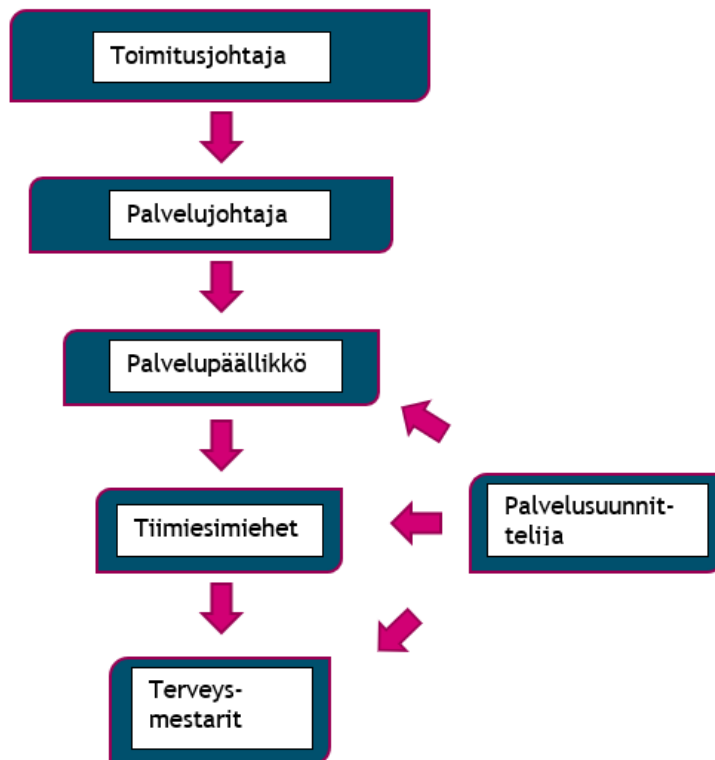 Toimitusjohtaja
Palvelujohtaja
Palvelupäällikkö
Tiimiesimiehet
Palvelusuunnit-
telija
Terveys-
mestarit